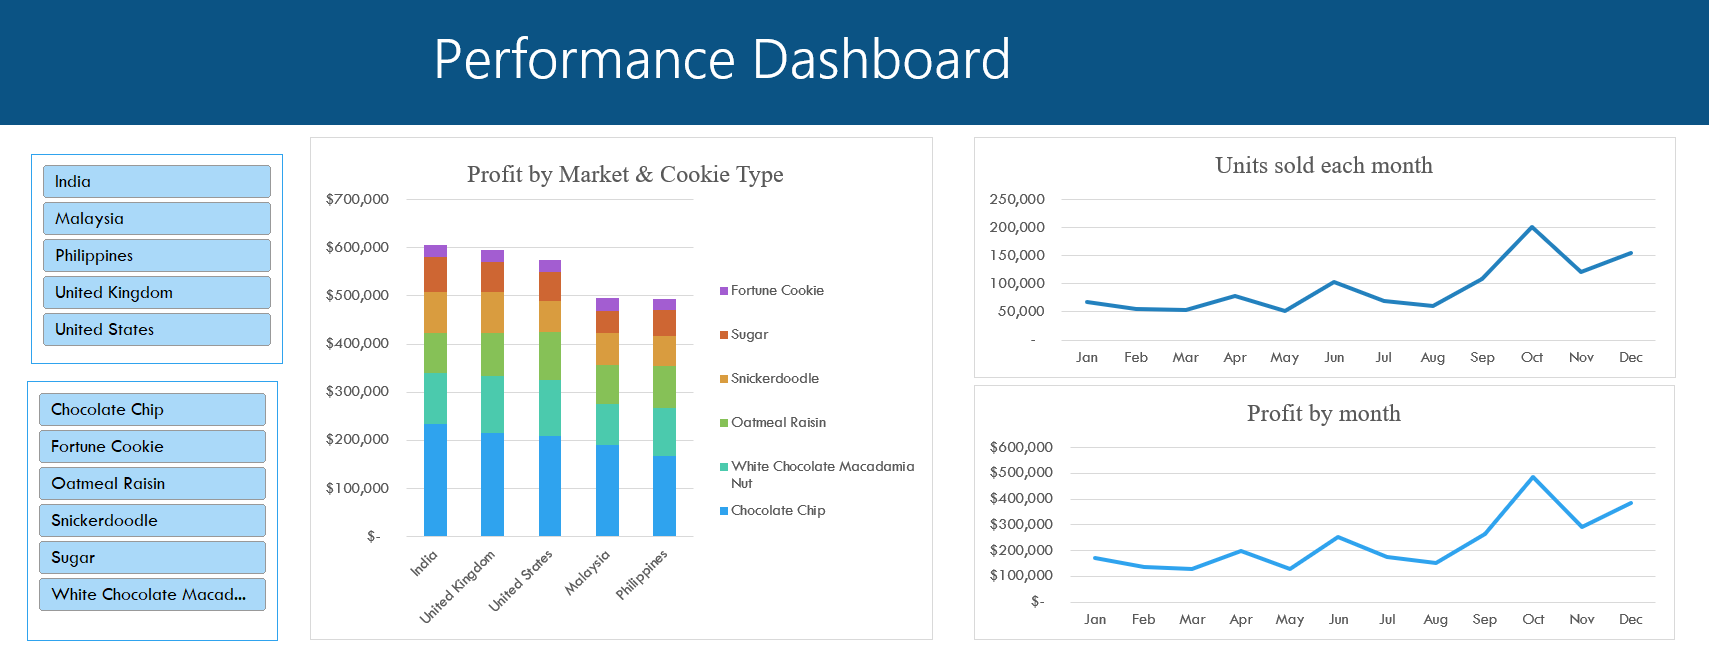 Performance Dashboard
India
Malaysia
Philippines
United Kingdom
United States
Chocolate Chip
Fortune Cookie
Oatmeal Raisin
Snickerdoodle
Sugar
White Chocolate Macad...
Profit by Market & Cookie Type
$700,000
$600,000
$500,000
$400,000
$300,000
$200,000
$100,000
$-
India
United Kingdom
United States
Malaysia
Philippines
Fortune Cookie
Sugar
Snickerdoodle
Oatmeal Raisin
White Chocolate Macadamia
Nut
Chocolate Chip
Units sold each month
250,000
200,000
150,000
100,000
50,000
-
Jan Feb Mar Apr May Jun Jul Aug Sep Oct Nov Dec
Profit by month
$600,000
$500,000
$400,000
$300,000
$200,000
$100,000
$-
Jan Feb Mar Apr May Jun Jul Aug Sep Oct Nov Dec